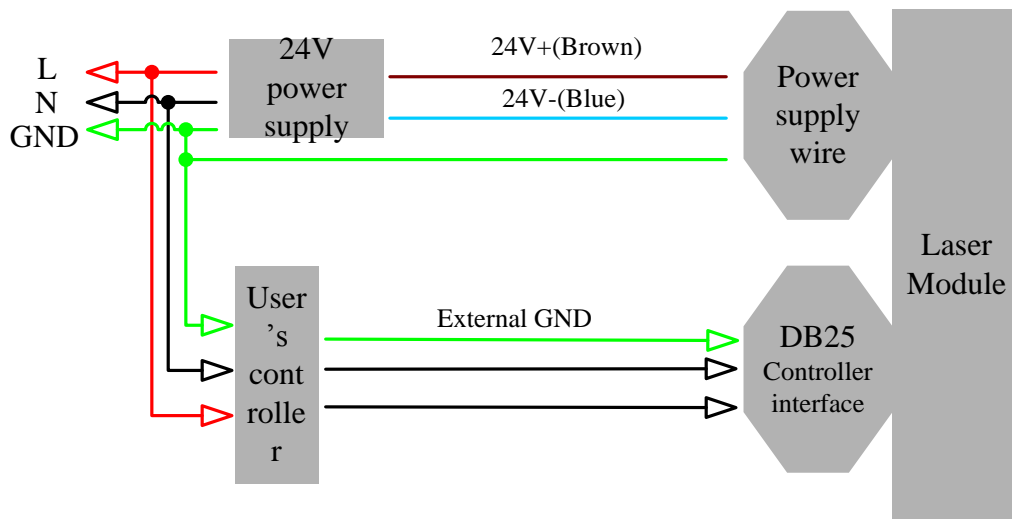 L
N
GND
24V
power
supply
24V+(Brown)
24V-(Blue)
Power
supply
wire
Laser
Module
User
’s
cont
rolle
r
External GND
DB25
Controller
interface